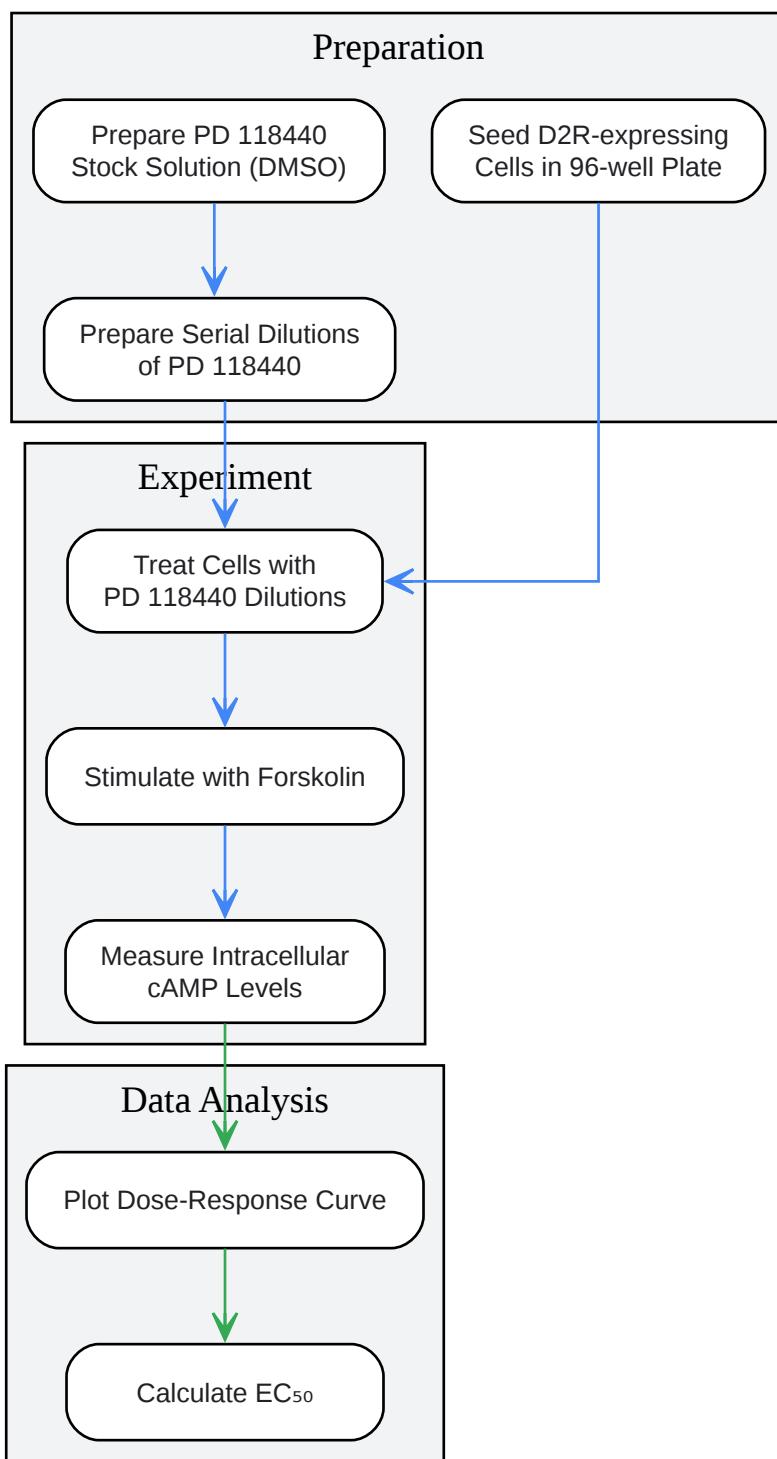 Preparation
Prepare PD 118440
Stock Solution (DMSO)
Seed D2R-expressing
Cells in 96-well Plate
Prepare Serial Dilutions
of PD 118440
Experiment
Treat Cells with
PD 118440 Dilutions
Stimulate with Forskolin
Measure Intracellular
cAMP Levels
Data Analysis
Plot Dose-Response Curve
Calculate EC₅₀